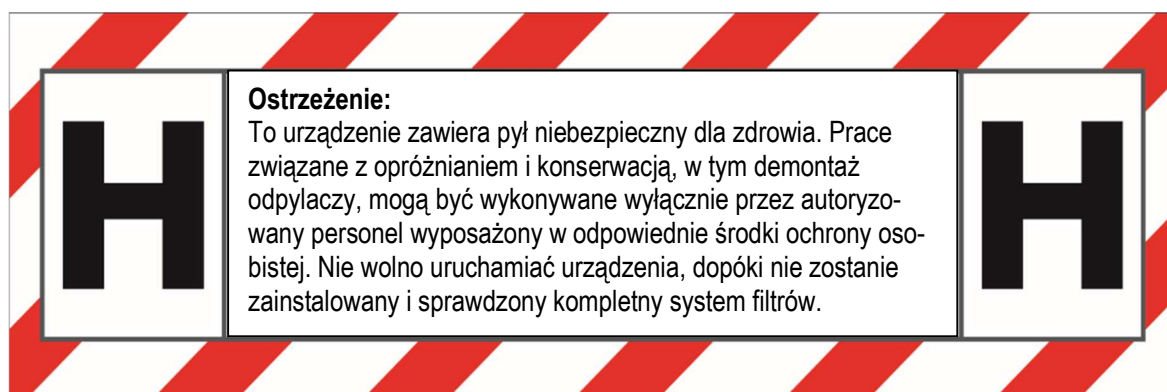 H
Ostrzeżenie:
To urządzenie zawiera pył niebezpieczny dla zdrowia. Prace
związane z opróżnianiem i konserwacją, w tym demontaż
odpylaczy, mogą być wykonywane wyłącznie przez autoryzo-
wany personel wyposażony w odpowiednie środki ochrony oso-
bistej. Nie wolno uruchamiać urządzenia, dopóki nie zostanie
zainstalowany i sprawdzony kompletny system filtrów.
H